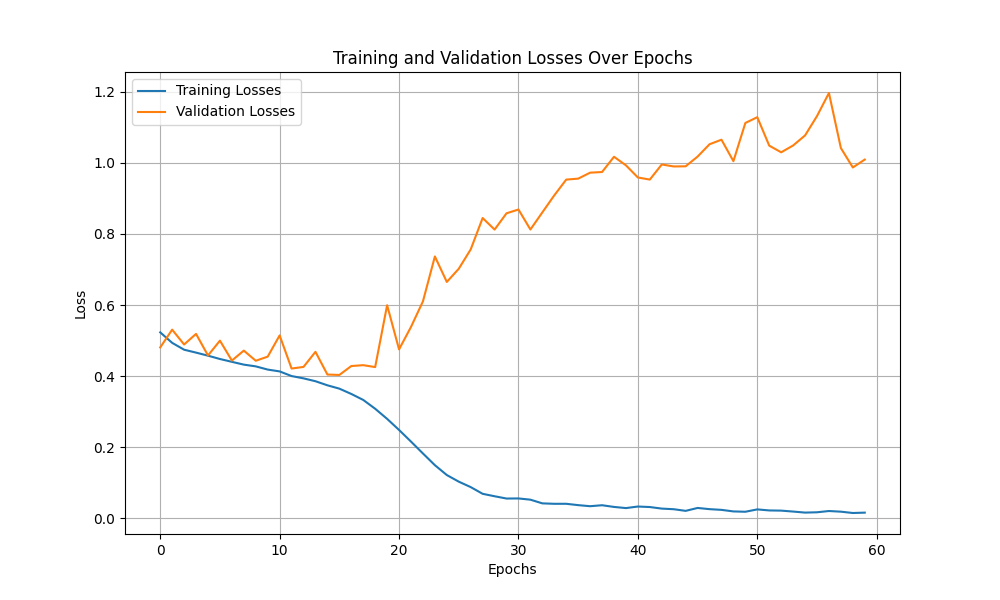 Training and Validation Losses Over Epochs
Training Losses
Validation Losses
1.2
1.0
0.8
0.6
0.4
0.2
0.0
Loss
0 10 20 30 40 50 60
Epochs